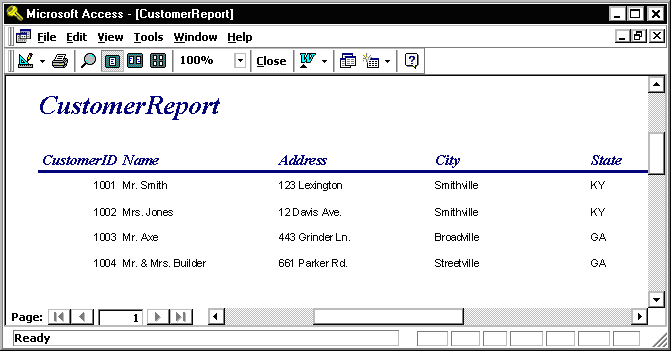 Microsoft Access - [CustomerReport]
File Edit View Tools Window Help
100% Close W
CustomerReport
CustomerID Name Address City State
1001 Mr. Smith 123 Lexington Smithville KY
1002 Mrs. Jones 12 Davis Ave. Smithville KY
1003 Mr. Axe 443 Grinder Ln. Broadville GA
1004 Mr. & Mrs. Builder 661 Parker Rd. Streetville GA
Page: 1
Ready